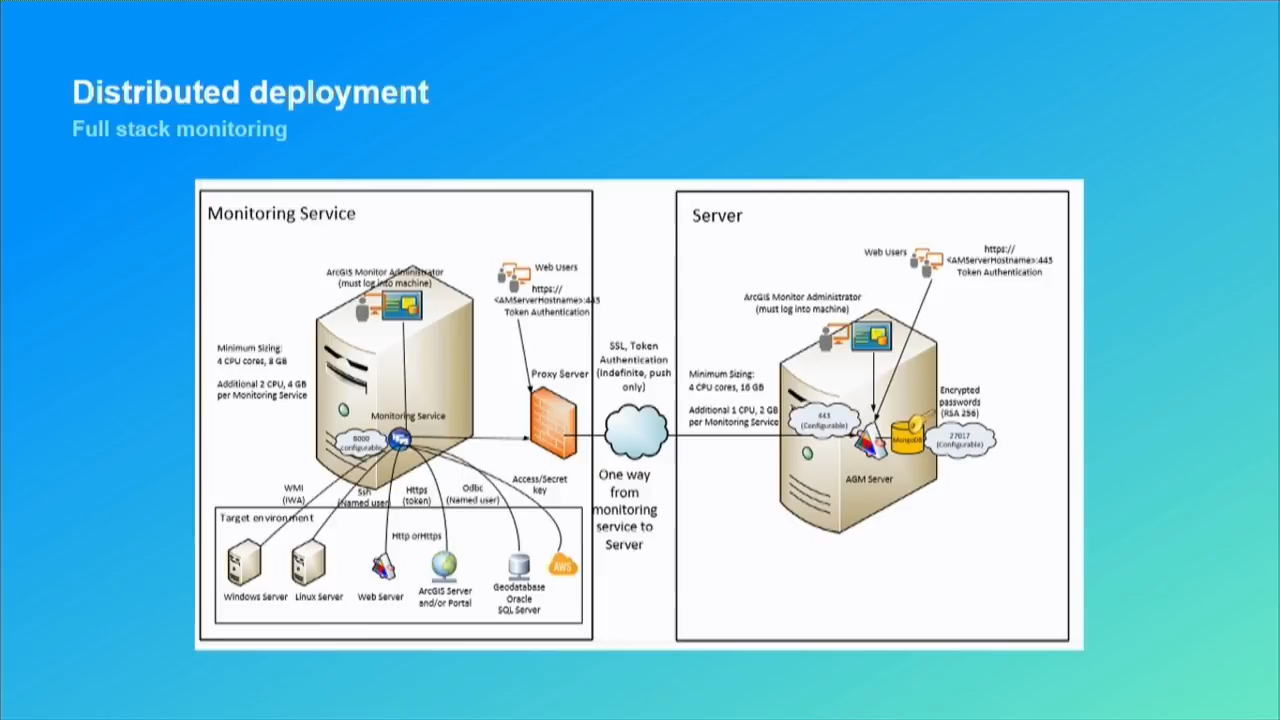 Distributed deployment
Full stack monitoring
Monitoring Service
ArcGIS Monitor Administrator
(must log into machine)
Web Users
https://
<AMServerHostname>:443
Token Authentication
Minimum Sizing:
4 CPU cores, 8 GB
Additional 2 CPU, 4 GB
per Monitoring Service
Proxy Server
Monitoring Service
8000
configurable
Access/Secret
key
WMI
(IWA)
Ssh
(Named user)
Https
(token)
Odbc
(Named user)
Target environment
Http orHttps
Windows Server
Linux Server
Web Server
ArcGIS Server
and/or Portal
Geodatabase
Oracle
SQL Server
AWS
SSL, Token
Authentication
(Indefinite, push
only)
One way
from
monitoring
service to
Server
Server
Web Users
https://
<AMServerHostname>:443
Token Authentication
ArcGIS Monitor Administrator
(must log into machine)
Minimum Sizing:
4 CPU cores, 16 GB
Additional 1 CPU, 2 GB
per Monitoring Service
Encrypted
passwords
(RSA 256)
443
(Configurable)
MongoDB
27017
(Configurable)
AGM Server